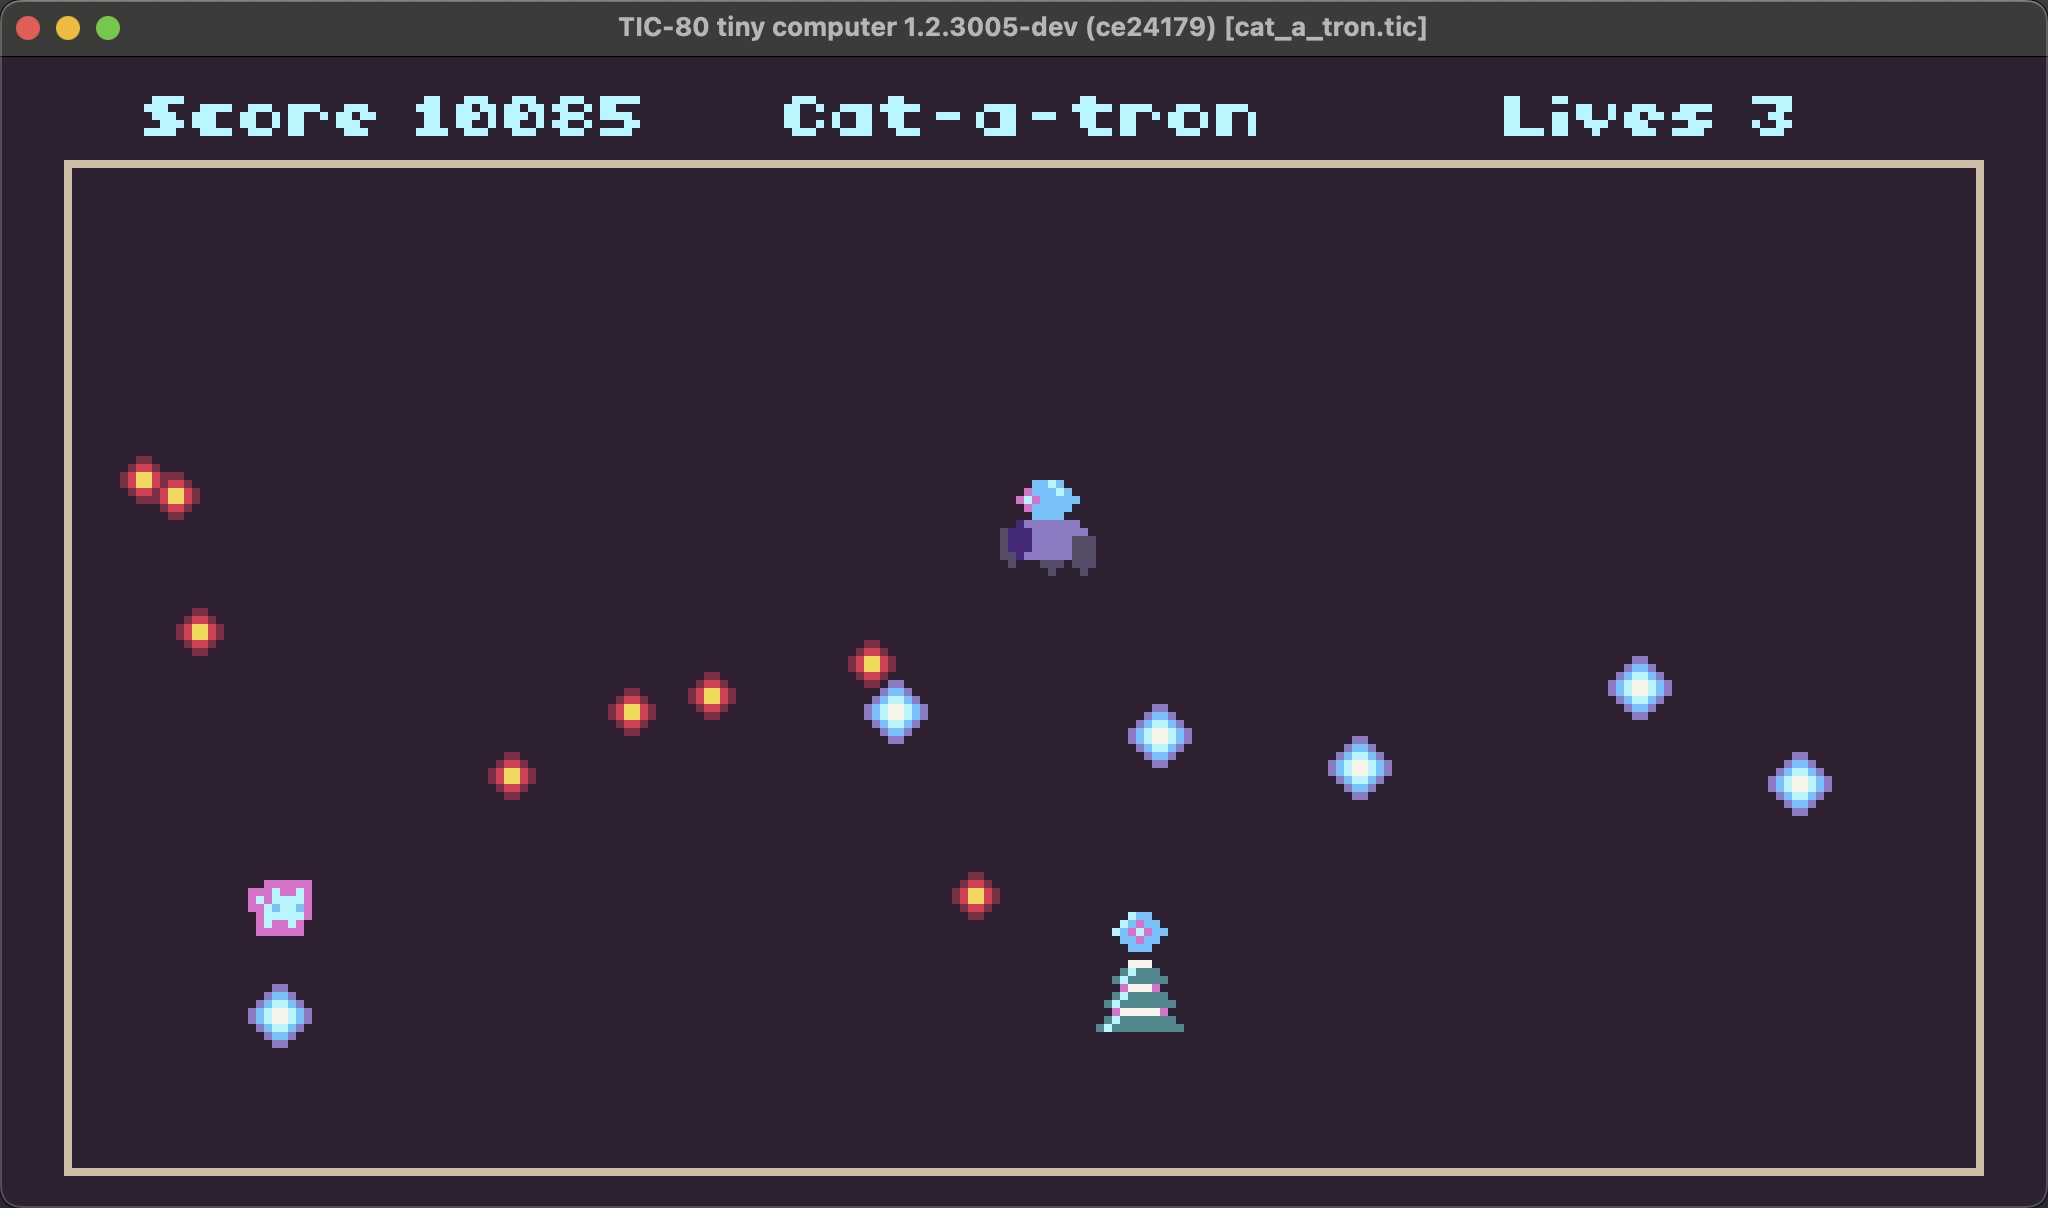 TIC-80 tiny computer 1.2.3005-dev (ce24179) [cat_a_tron.tic]
Score 10085 Cat-a-tron Lives 3